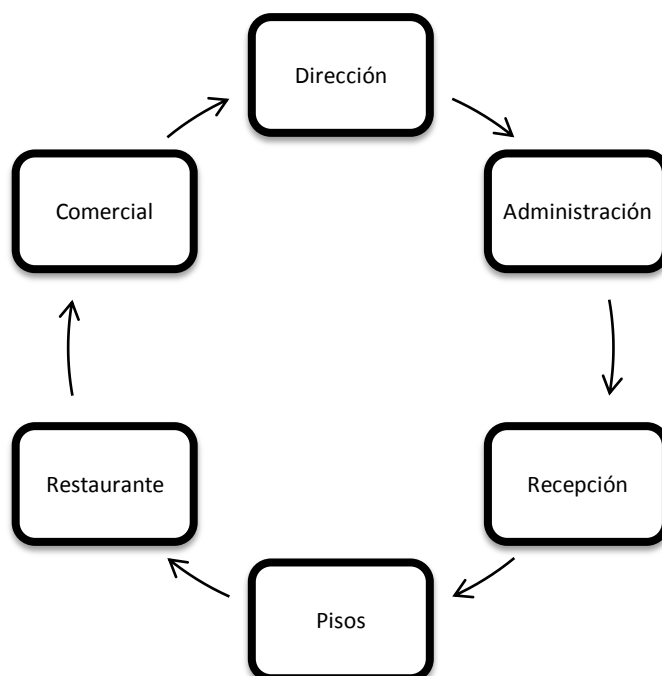 Dirección
Administración
Recepción
Pisos
Restaurante
Comercial